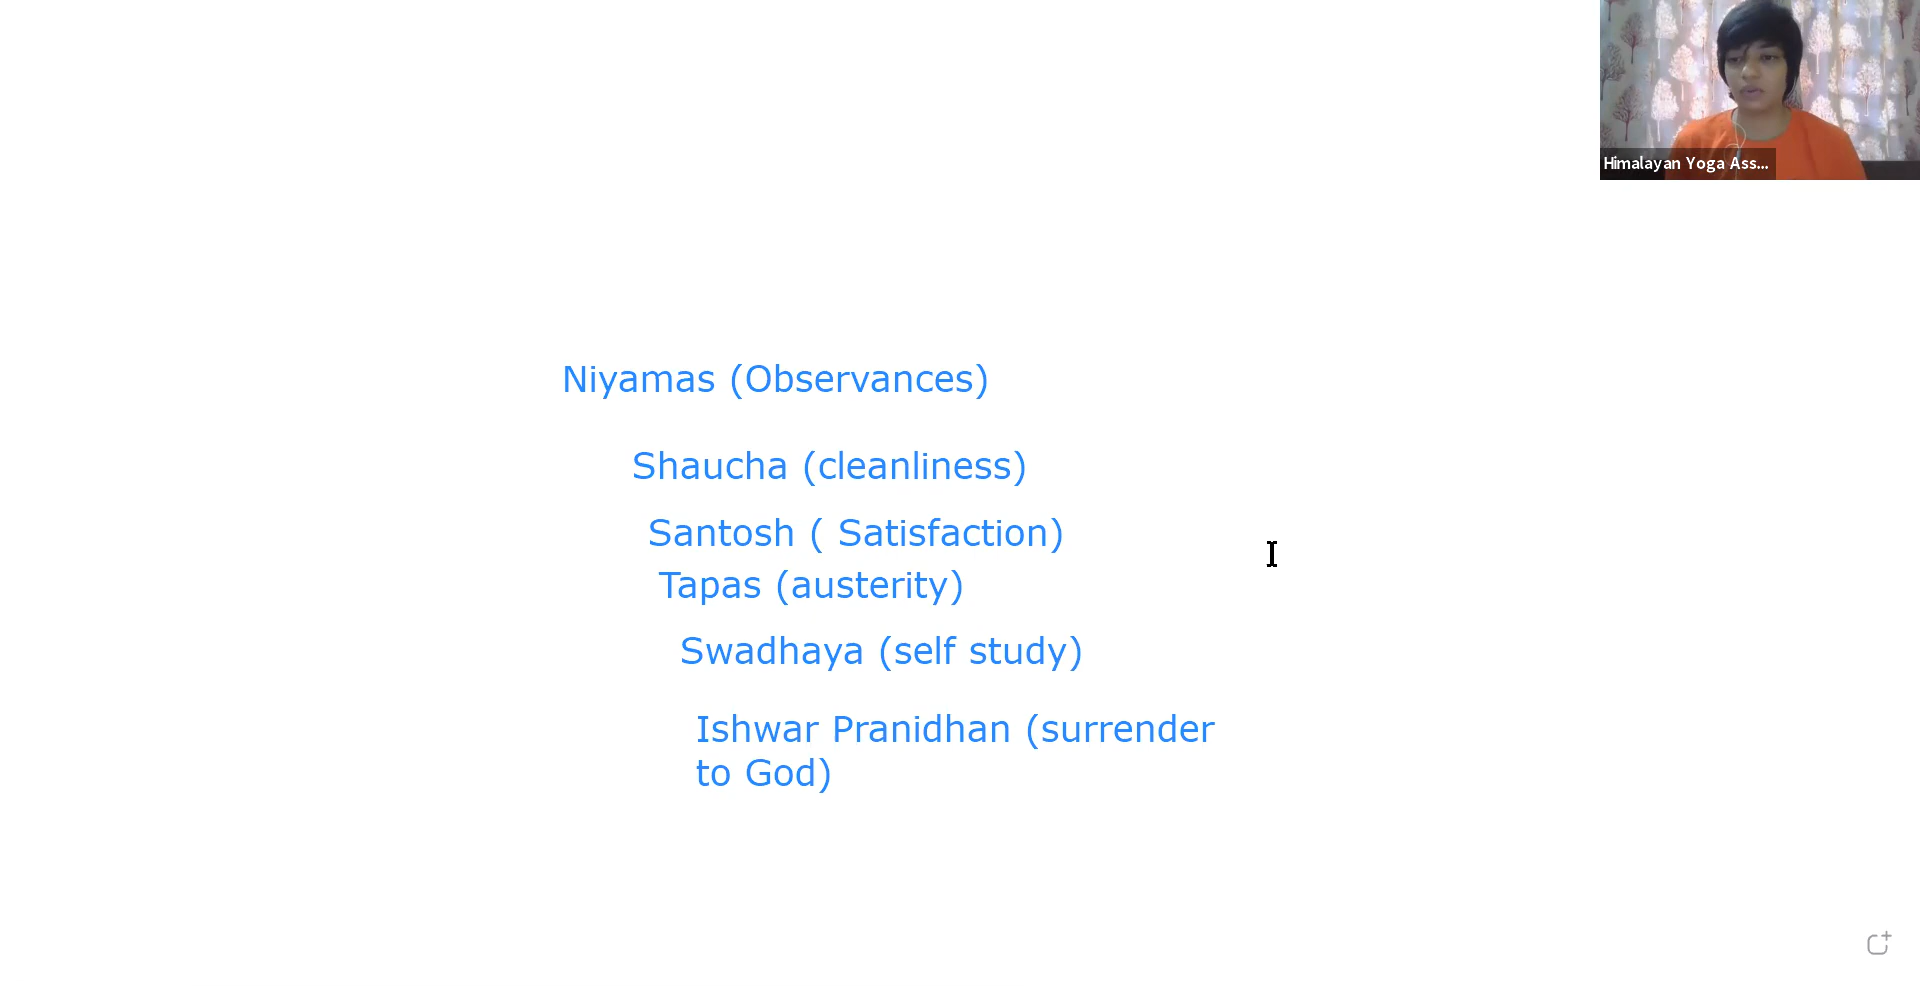 Himalayan Yoga Ass...
Niyamas (Observances)
Shaucha (cleanliness)
Santosh ( Satisfaction)
Tapas (austerity)
Swadhaya (self study)
Ishwar Pranidhan (surrender
to God)